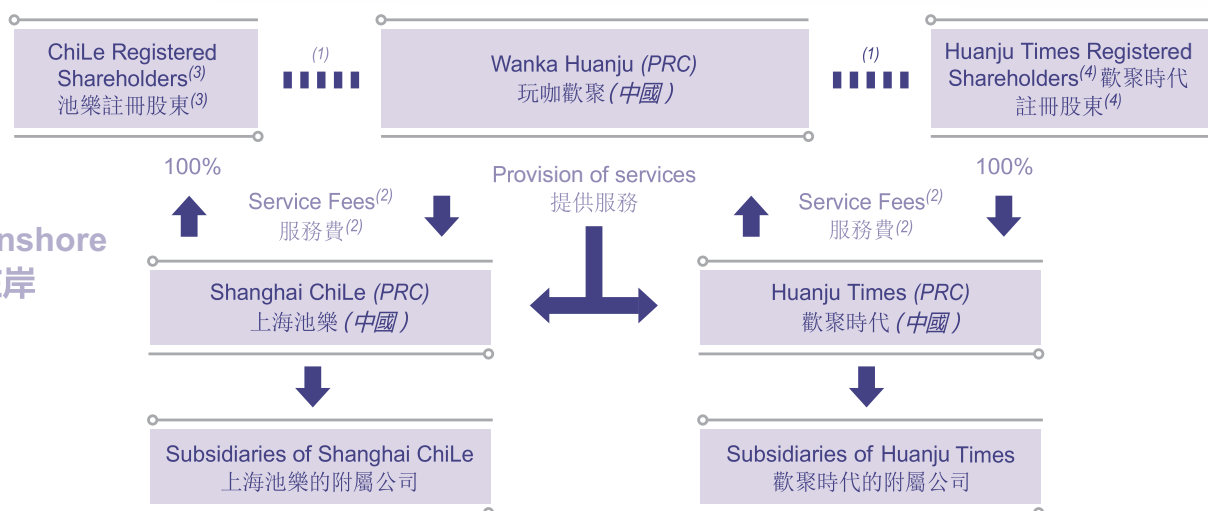 ChiLe Registered
Shareholders(3)
池樂註冊股東(3)
(1)
Wanka Huanju (PRC)
玩咖歡聚(中國)
(1)
Huanju Times Registered
Shareholders(4) 歡聚時代
註冊股東(4)
100%
Service Fees(2)
服務費(2)
Provision of services
提供服務
Service Fees(2)
服務費(2)
100%
nshore
岸
Shanghai ChiLe (PRC)
上海池樂(中國)
Huanju Times (PRC)
歡聚時代(中國)
Subsidiaries of Shanghai ChiLe
上海池樂的附屬公司
Subsidiaries of Huanju Times
歡聚時代的附屬公司